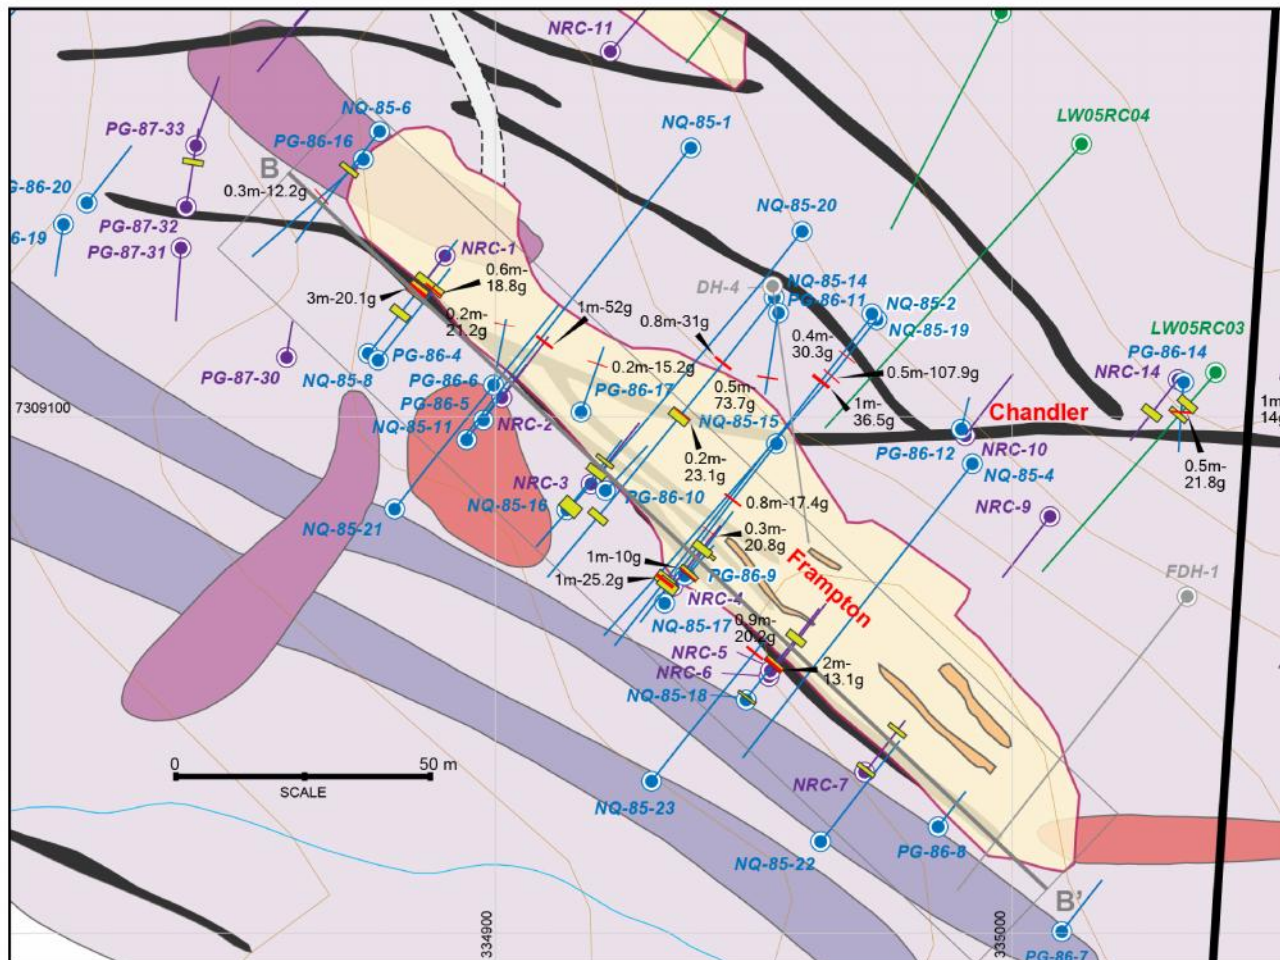 NRC-11
NQ-85-6
PG-87-33
PG-86-16
NQ-85-1
LW05RC04
B
0.3m-12.2g
G-86-20
6-19
PG-87-32
PG-87-31
NQ-85-20
NRC-1
0.6m-
18.8g
3m-20.1g
0.2m-
21.2g
1m-52g
DH-4
NQ-85-14
PG-86-11
NQ-85-2
NQ-85-19
0.8m-31g
0.4m-
30.3g
LW05RC03
PG-86-14
NRC-14
PG-87-30
PG-86-4
NQ-85-8
PG-86-6
PG-86-5
NQ-85-11
NRC-2
0.2m-15.2g
PG-86-17
0.5m-
73.7g
0.5m-107.9g
1m-
36.5g
7309100
Chandler
1m
14g
NQ-85-15
PG-86-12
NRC-10
NQ-85-4
0.5m-
21.8g
0.2m-
23.1g
NRC-3
PG-86-10
NQ-85-16
NQ-85-21
0.8m-17.4g
0.3m-
20.8g
NRC-9
1m-10g
1m-25.2g
PG-86-9
NRC-4
NQ-85-17
Frampton
FDH-1
0.9m-
20.2g
NRC-5
NRC-6
2m-
13.1g
NQ-85-18
0
50 m
SCALE
NRC-7
NQ-85-23
NQ-85-22
PG-86-8
B'
334900
335000
PG-86-7